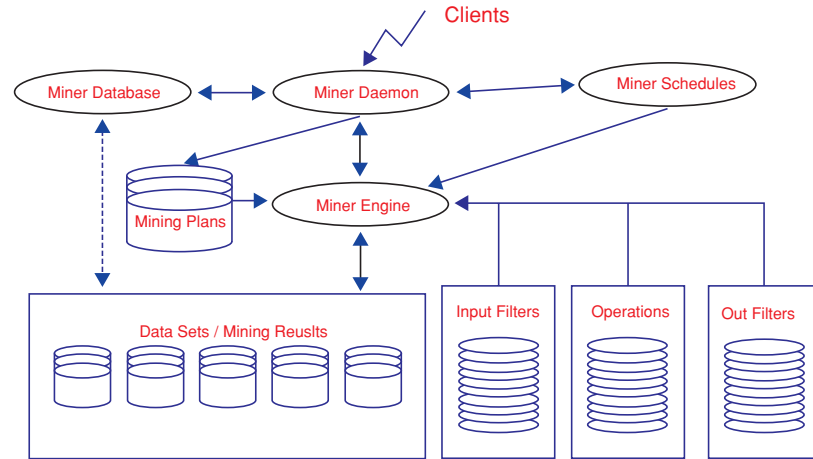 Clients
Miner Database
Miner Daemon
Miner Schedules
Mining Plans
Miner Engine
Data Sets / Mining Reuslts
Input Filters
Operations
Out Filters